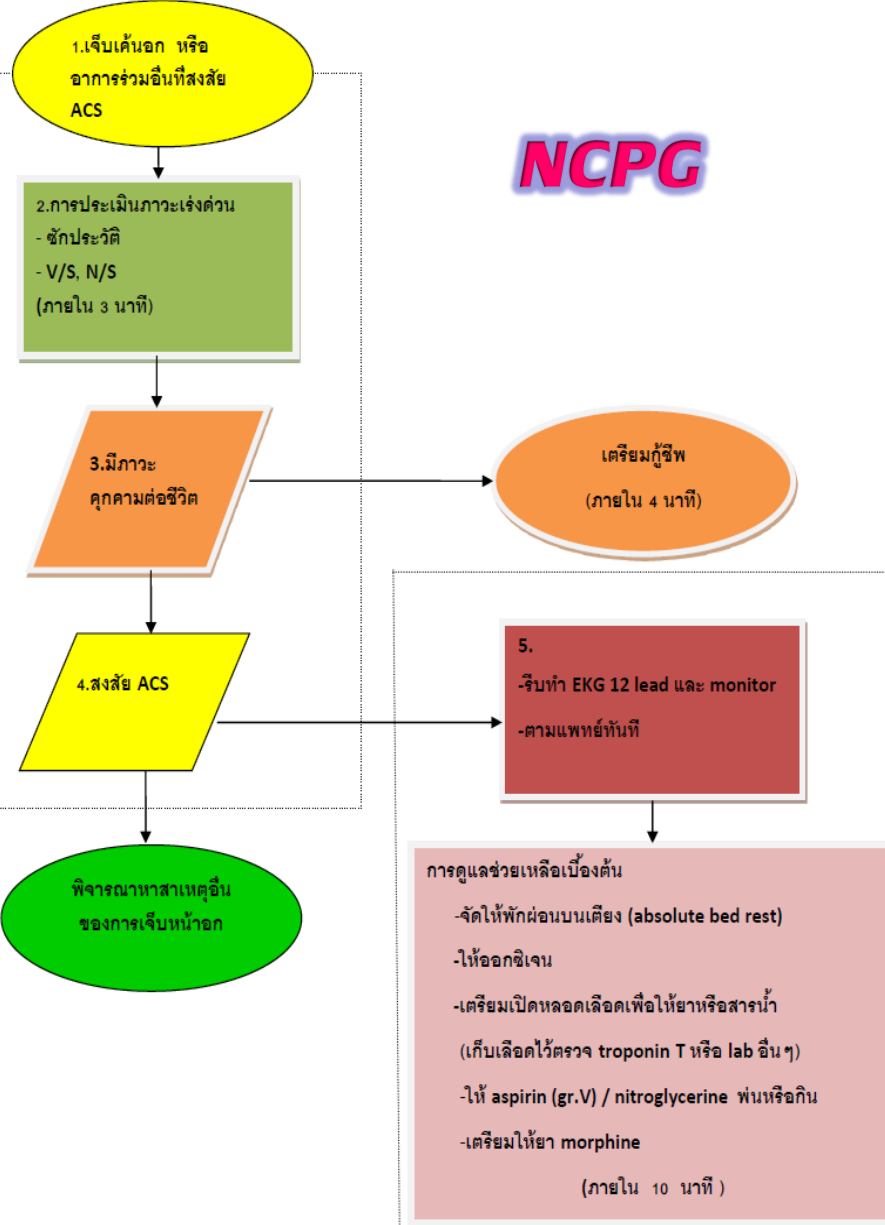 1.เจ็บเค้นอก หรือ
อาการร่วมอื่นที่สงสัย
ACS
NCPG
2.การประเมินภาวะเร่งด่วน
- ซักประวัติ
- V/S, N/S
(ภายใน 3 นาที)
3.มีภาวะ
คุกคามต่อชีวิต
เตรียมกู้ชีพ
(ภายใน 4 นาที)
4.สงสัย ACS
5.
-รีบทำ EKG 12 lead และ monitor
-ตามแพทย์ทันที
พิจารณาหาสาเหตุอื่น
ของการเจ็บหน้าอก
การดูแลช่วยเหลือเบื้องต้น
-จัดให้พักผ่อนบนเตียง (absolute bed rest)
-ให้ออกซิเจน
-เตรียมเปิดหลอดเลือดเพื่อให้ยาหรือสารน้ำ
(เก็บเลือดไว้ตรวจ troponin T หรือ lab อื่นๆ)
-ให้ aspirin (gr.V) / nitroglycerine พ่นหรือกิน
-เตรียมให้ยา morphine
(ภายใน 10 นาที )